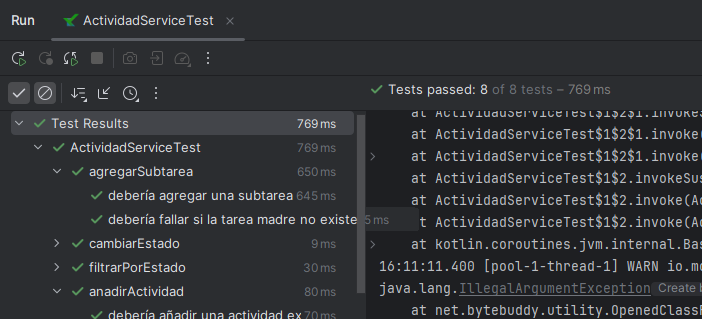 Run ActividadServiceTest
Tests passed: 8 of 8 tests – 769 ms
Test Results 769 ms
ActividadServiceTest 769 ms
agregarSubtarea 650 ms
debería agregar una subtarea 645 ms
debería fallar si la tarea madre no existe 5 ms
cambiarEstado 9 ms
filtrarPorEstado 30 ms
anadirActividad 80 ms
debería añadir una actividad ex 70 ms
at ActividadServiceTest$1$2$1.invokeSus
at ActividadServiceTest$1$2$1.invoke(
at ActividadServiceTest$1$2$1.invoke(
at ActividadServiceTest$1$2.invokeSus
at ActividadServiceTest$1$2.invoke(Ac
at ActividadServiceTest$1$2.invoke(Ac
at kotlin.coroutines.jvm.internal.Bas
16:11:11.400 [pool-1-thread-1] WARN io.mo
java.lang.IllegalArgumentException Create b
at net.bytebuddy.utility.OpenedClassR